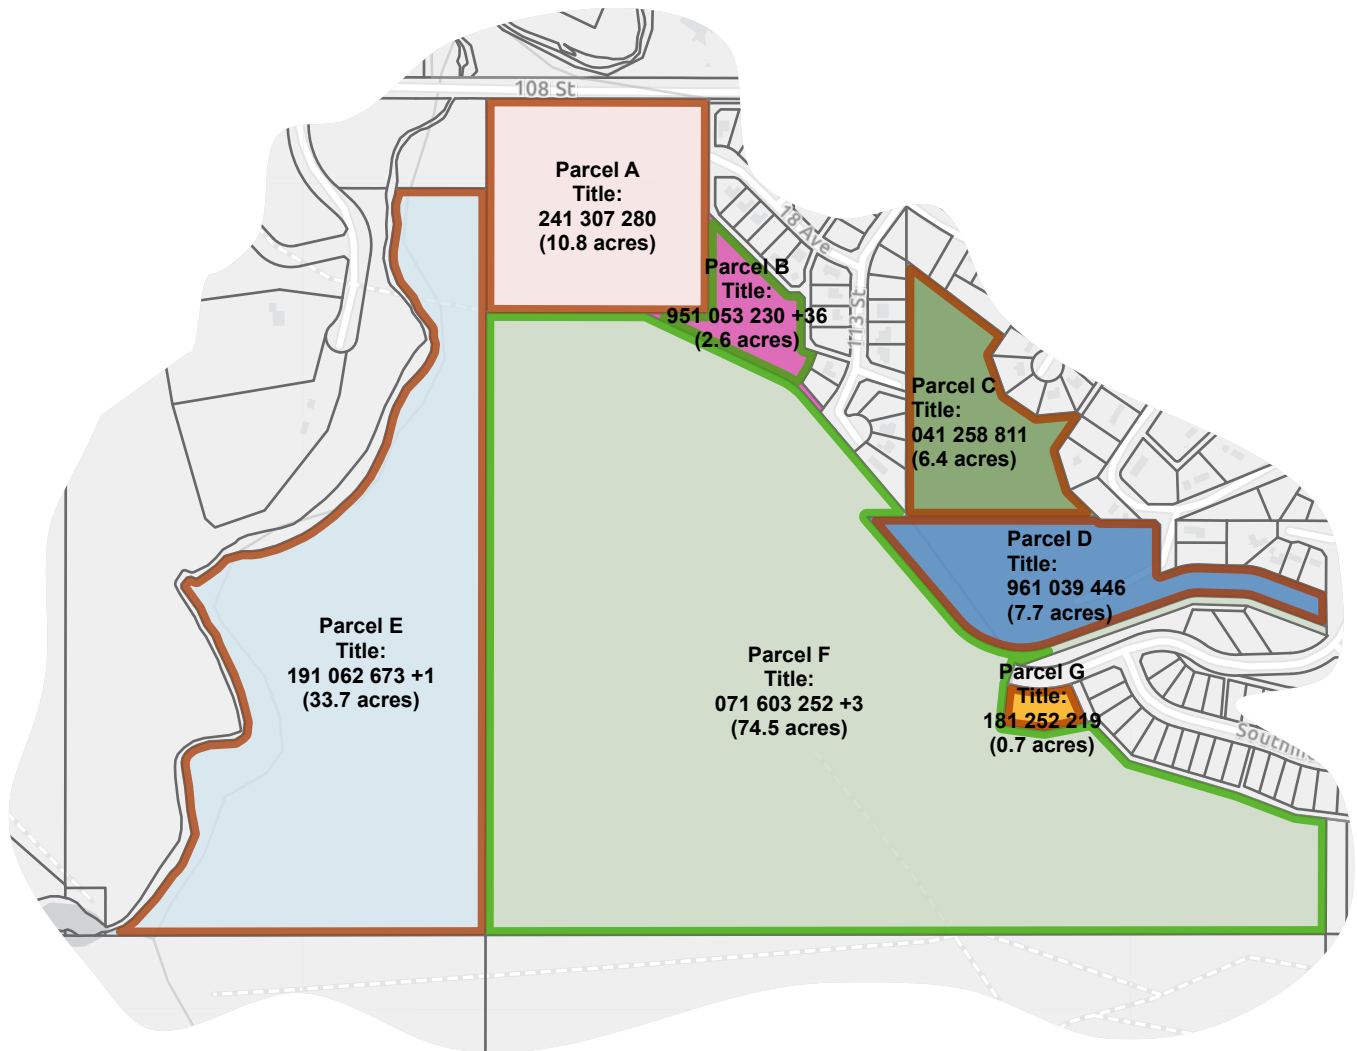 108 St
Parcel A
Title:
241 307 280
(10.8 acres)
18 Ave
Parcel B
Title:
951 053 230 +36
(2.6 acres)
113 St
Parcel C
Title:
041 258 811
(6.4 acres)
Parcel D
Title:
961 039 446
(7.7 acres)
Parcel E
Title:
191 062 673 +1
(33.7 acres)
Parcel F
Title:
071 603 252 +3
(74.5 acres)
Parcel G
Title:
181 252 219
(0.7 acres)